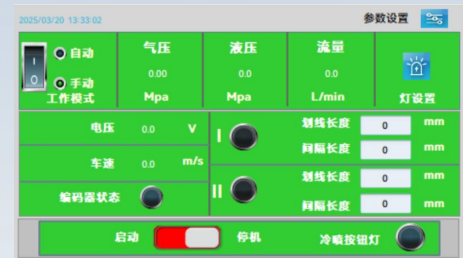 2025/03/20 13:33:02
参数设置
自动
手动
工作模式
气压
0.00
Mpa
液压
0.0
Mpa
流量
0.0
L/min
灯设置
电压 0.0 V
车速 0.0 m/s
编码器状态
I
划线长度 0 mm
间隔长度 0 mm
II
划线长度 0 mm
间隔长度 0 mm
启动
停机
冷喷按钮灯